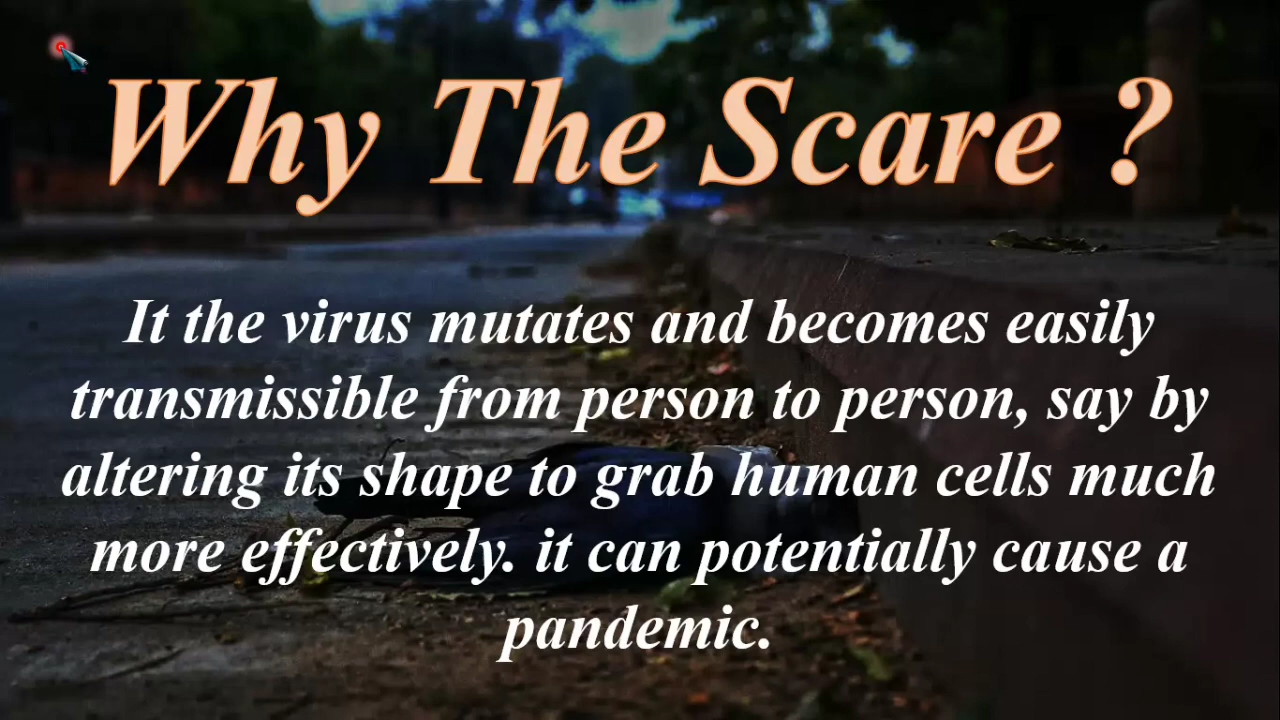 Why The Scare ?
It the virus mutates and becomes easily
transmissible from person to person, say by
altering its shape to grab human cells much
more effectively. it can potentially cause a
pandemic.